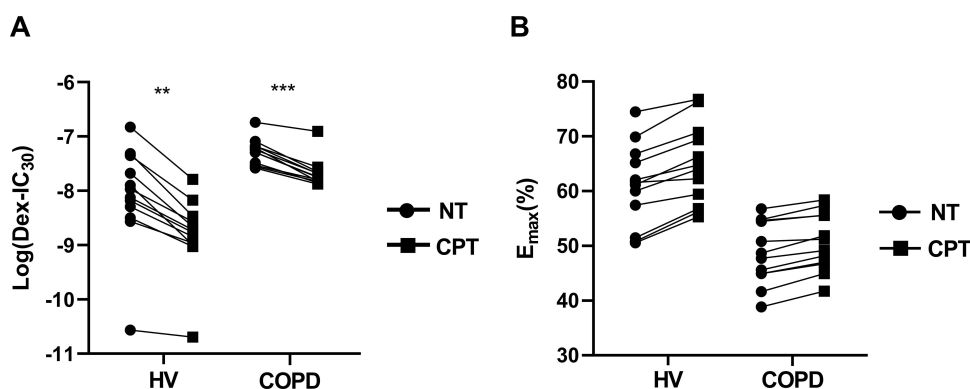 A
Log(Dex-IC30)
-6
-7
-8
-9
-10
-11
**
***
HV
COPD
NT
CPT
B
Emax(%)
80
70
60
50
40
30
HV
COPD
NT
CPT